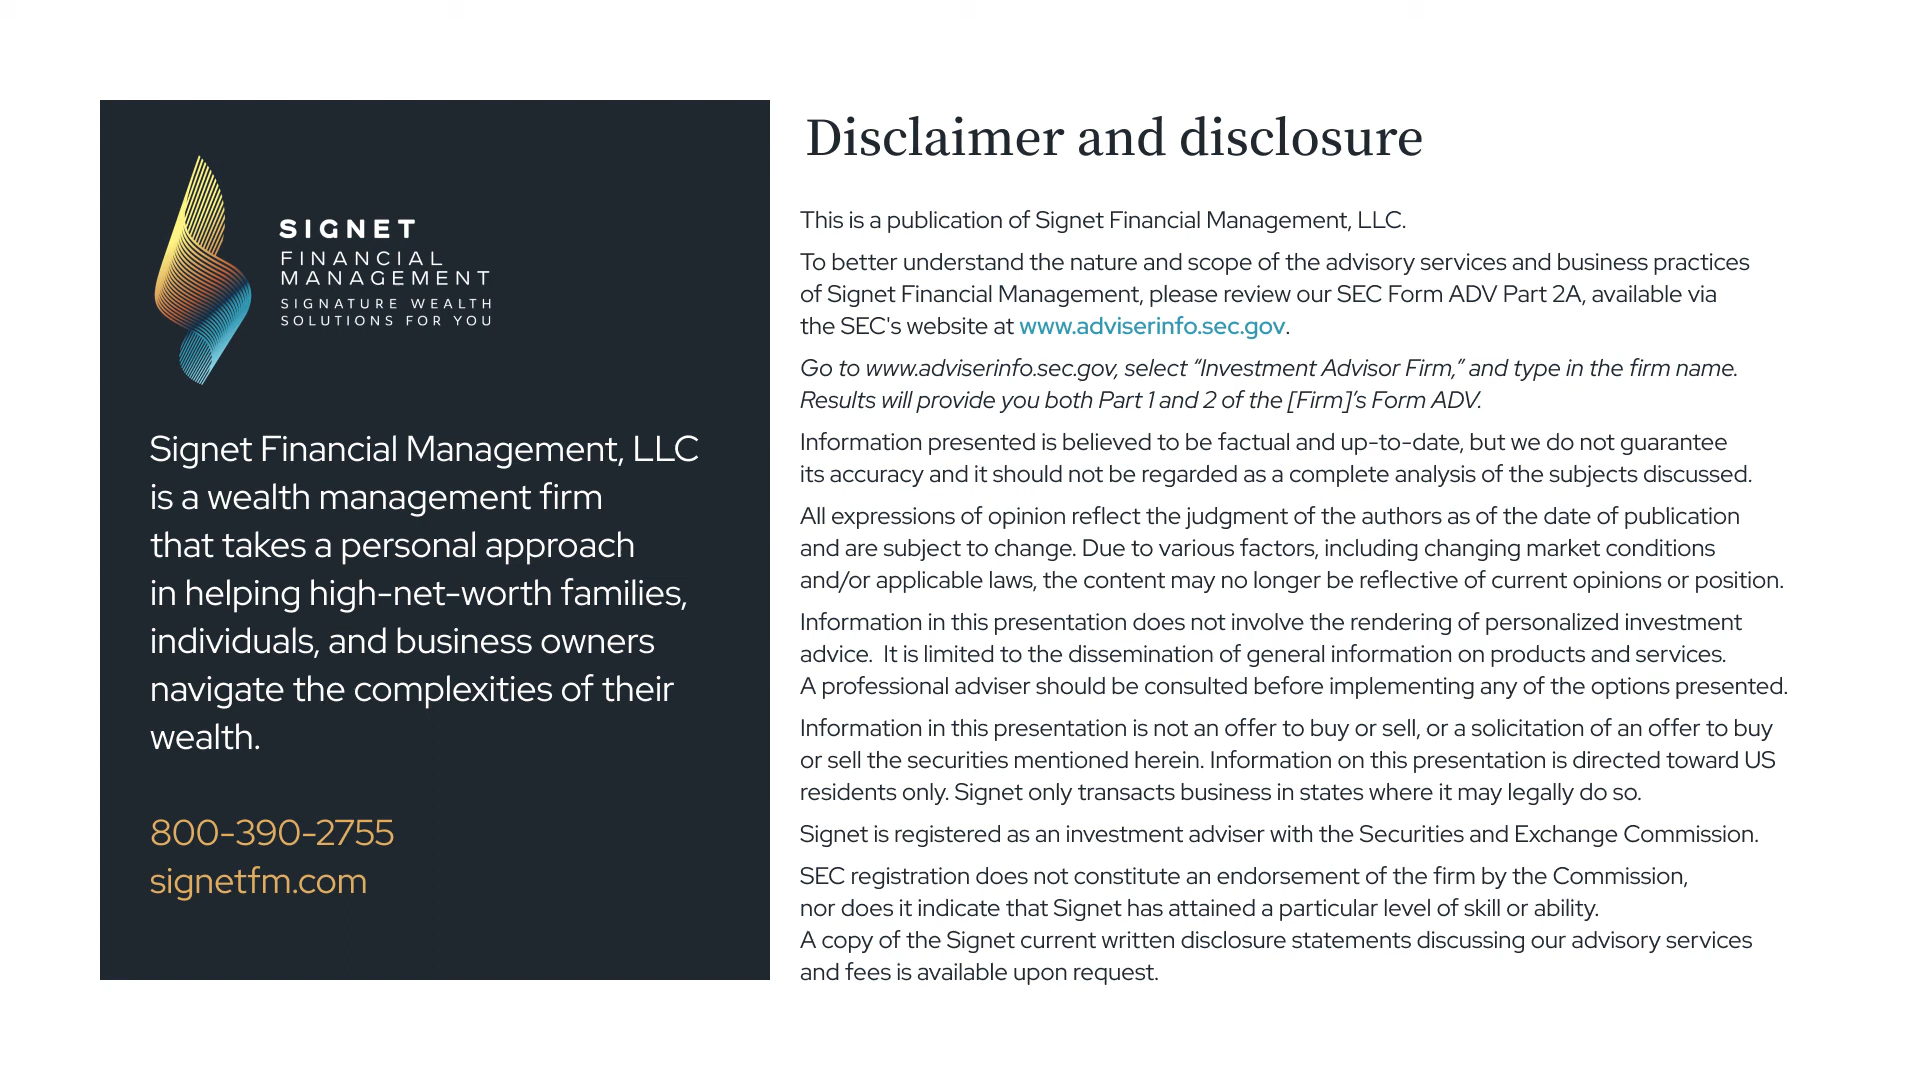 SIGNET
FINANCIAL
MANAGEMENT
SIGNATURE WEALTH
SOLUTIONS FOR YOU
Signet Financial Management, LLC
is a wealth management firm
that takes a personal approach
in helping high-net-worth families,
individuals, and business owners
navigate the complexities of their
wealth.
800-390-2755
signetfm.com
Disclaimer and disclosure
This is a publication of Signet Financial Management, LLC.
To better understand the nature and scope of the advisory services and business practices
of Signet Financial Management, please review our SEC Form ADV Part 2A, available via
the SEC's website at www.adviserinfo.sec.gov.
Go to www.adviserinfo.sec.gov, select “Investment Advisor Firm,” and type in the firm name.
Results will provide you both Part 1 and 2 of the [Firm]’s Form ADV.
Information presented is believed to be factual and up-to-date, but we do not guarantee
its accuracy and it should not be regarded as a complete analysis of the subjects discussed.
All expressions of opinion reflect the judgment of the authors as of the date of publication
and are subject to change. Due to various factors, including changing market conditions
and/or applicable laws, the content may no longer be reflective of current opinions or position.
Information in this presentation does not involve the rendering of personalized investment
advice.  It is limited to the dissemination of general information on products and services.
A professional adviser should be consulted before implementing any of the options presented.
Information in this presentation is not an offer to buy or sell, or a solicitation of an offer to buy
or sell the securities mentioned herein. Information on this presentation is directed toward US
residents only. Signet only transacts business in states where it may legally do so.
Signet is registered as an investment adviser with the Securities and Exchange Commission.
SEC registration does not constitute an endorsement of the firm by the Commission,
nor does it indicate that Signet has attained a particular level of skill or ability.
A copy of the Signet current written disclosure statements discussing our advisory services
and fees is available upon request.